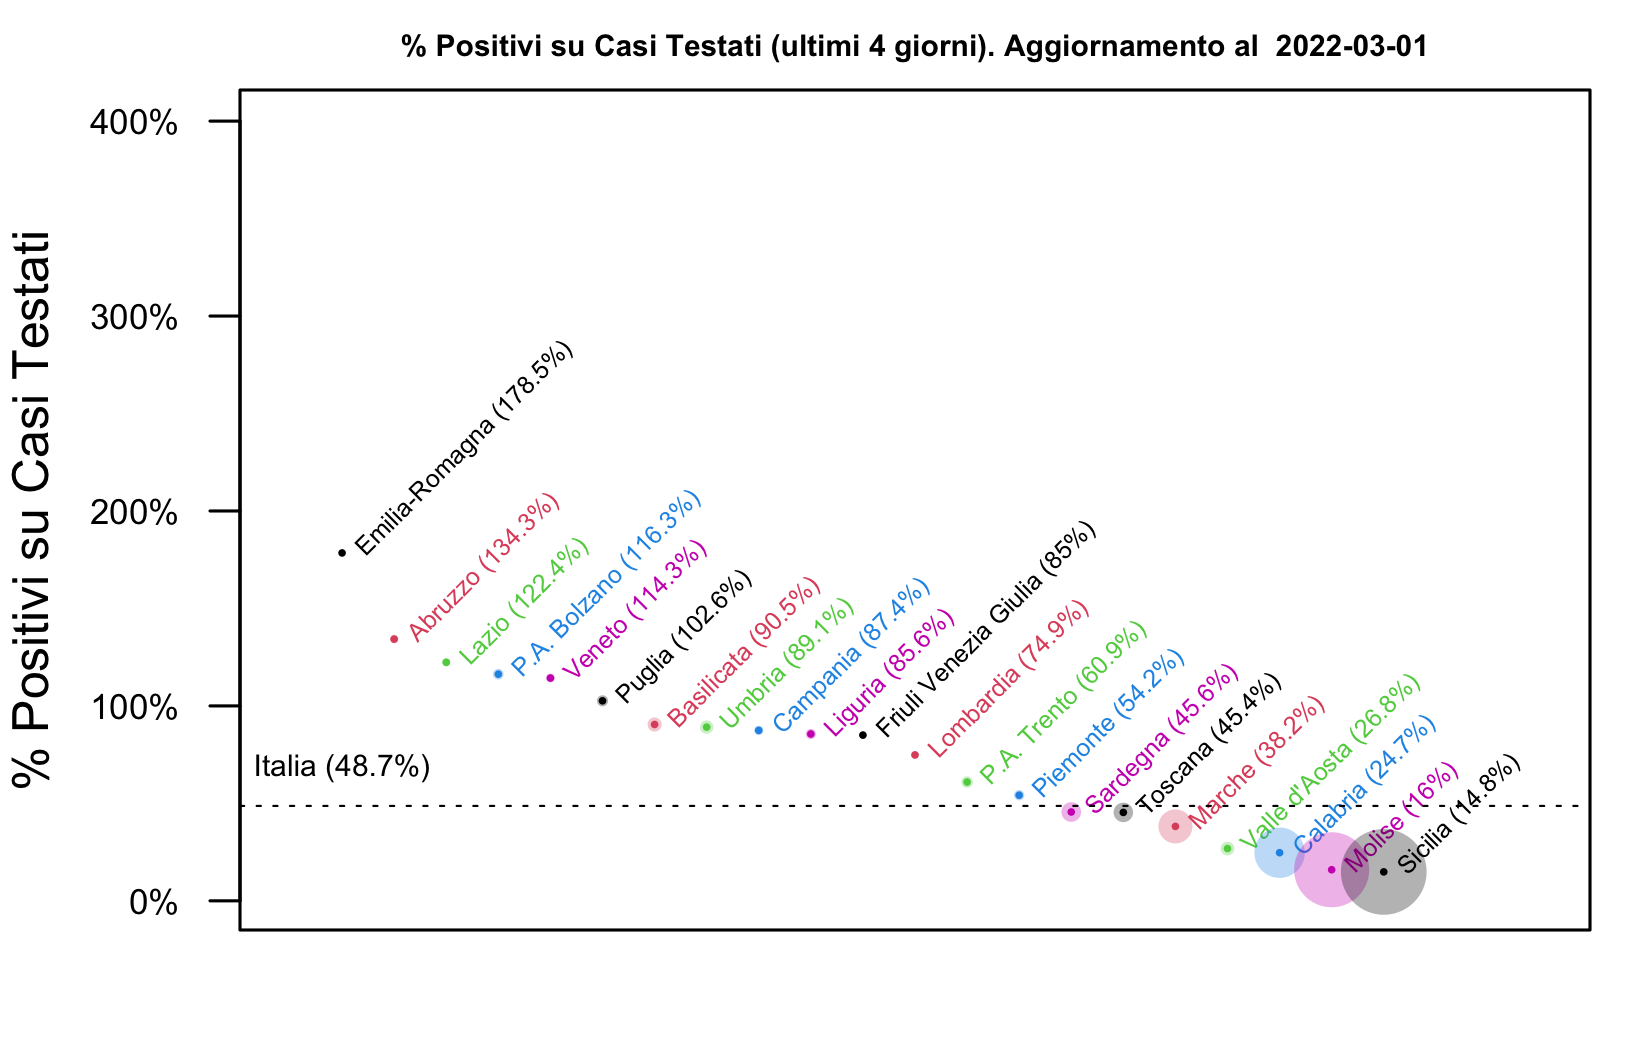 % Positivi su Casi Testati (ultimi 4 giorni). Aggiornamento al  2022-03-01
% Positivi su Casi Testati
400%
300%
200%
100%
0%
Emilia-Romagna (178.5%)
Abruzzo (134.3%)
Lazio (122.4%)
P.A. Bolzano (116.3%)
Veneto (114.3%)
Puglia (102.6%)
Basilicata (90.5%)
Umbria (89.1%)
Campania (87.4%)
Liguria (85.6%)
Friuli Venezia Giulia (85%)
Lombardia (74.9%)
P.A. Trento (60.9%)
Piemonte (54.2%)
Sardegna (45.6%)
Toscana (45.4%)
Marche (38.2%)
Valle d'Aosta (26.8%)
Calabria (24.7%)
Molise (16%)
Sicilia (14.8%)
Italia (48.7%)